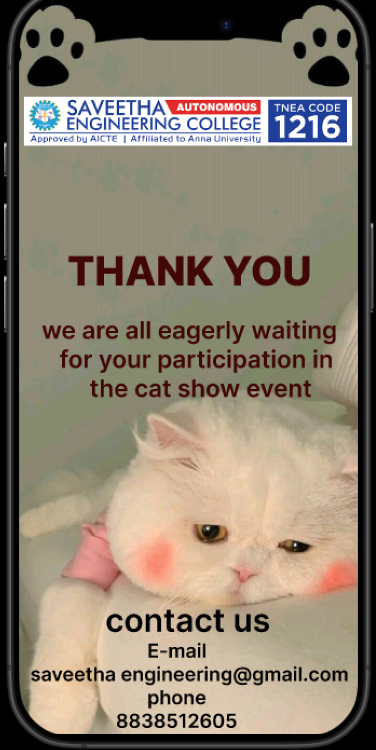 SAVEETHA AUTONOMOUS
ENGINEERING COLLEGE
Approved by AICTE | Affiliated to Anna University
TNEA CODE
1216
THANK YOU
we are all eagerly waiting
for your participation in
the cat show event
contact us
E-mail
saveetha engineering@gmail.com
phone
8838512605